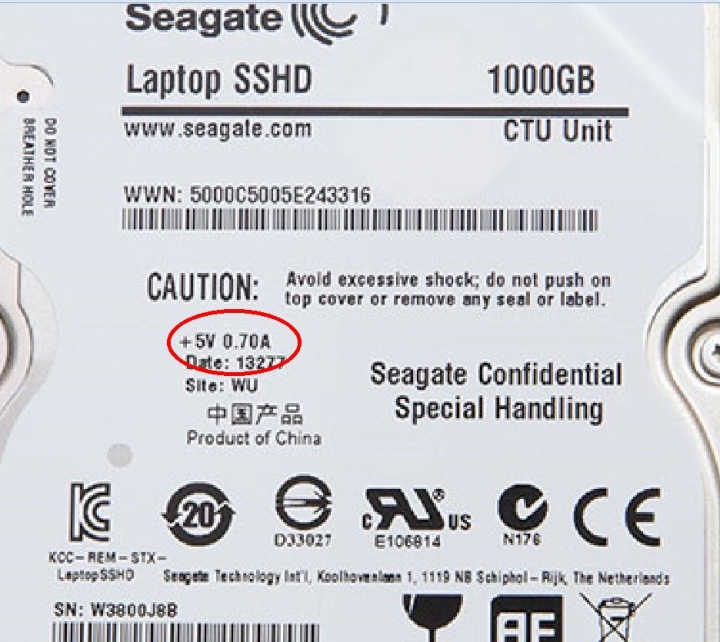 Seagate
Laptop SSHD 1000GB
www.seagate.com CTU Unit
DO NOT COVER
BREATHER HOLE
WWN: 5000C5005E243316
CAUTION: Avoid excessive shock; do not push on
top cover or remove any seal or label.
+5V 0.70A
Date: 13277
Site: WU
Seagate Confidential
Special Handling
中国产品
Product of China
20
D33027
c RU ® US
E106814
N176
CE
KCC-REM-STX-
LaptopSSHD
Seagate Technology Int'l, Koolhovenlaan 1, 1119 NB Schiphol-Rijk, The Netherlands
SN: W3800J8B